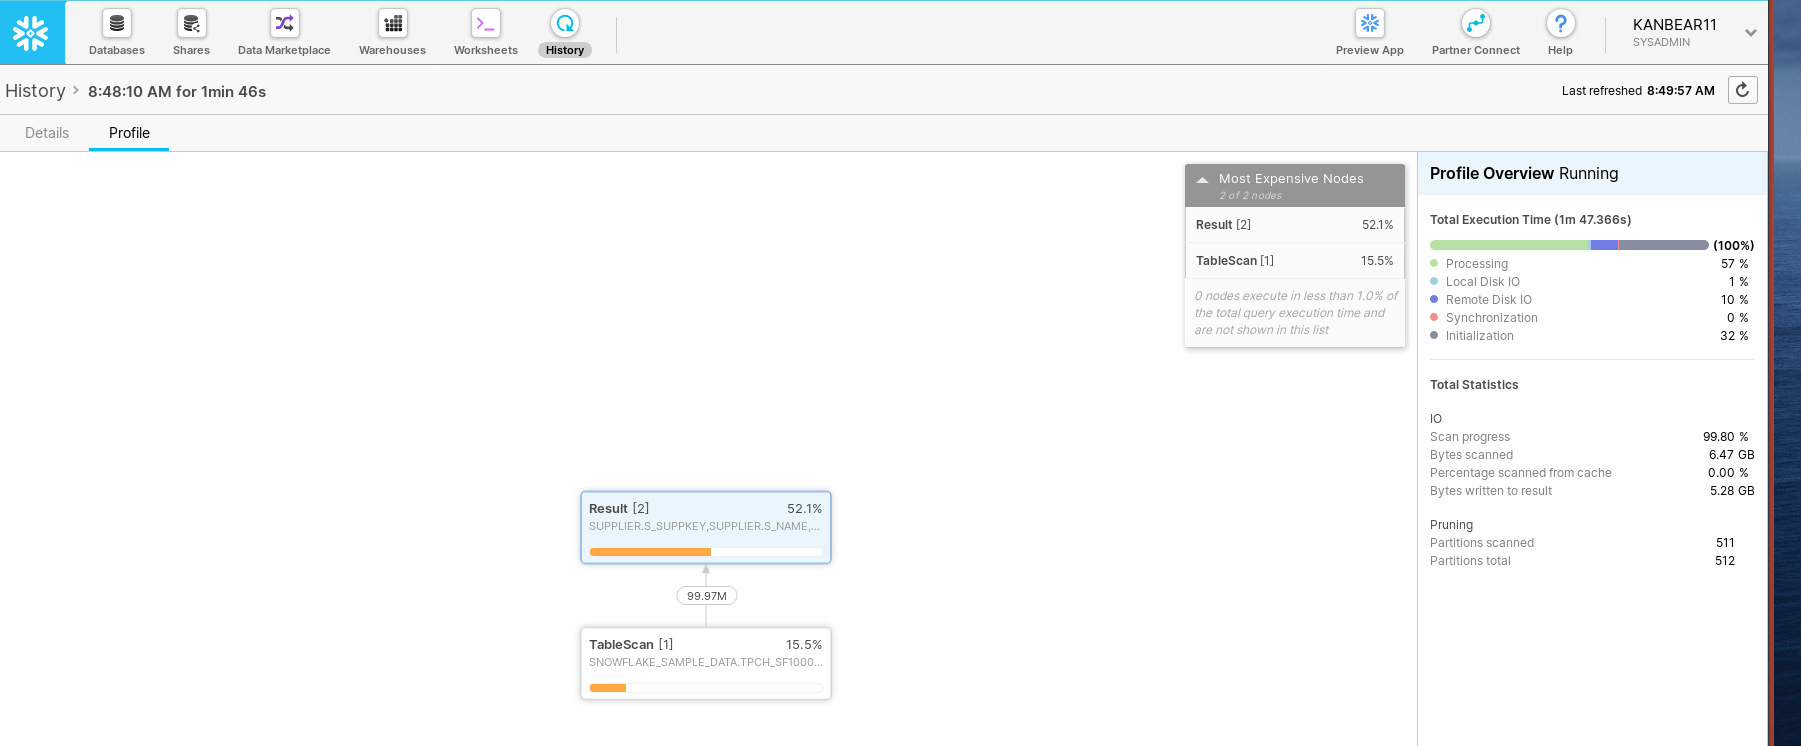 Databases
Shares
Data Marketplace
Warehouses
Worksheets
History
Preview App
Partner Connect
Help
KANBEAR11
SYSADMIN
History
8:48:10 AM for 1min 46s
Last refreshed 8:49:57 AM
Details
Profile
Most Expensive Nodes
2 of 2 nodes
Result [2] 52.1%
TableScan [1] 15.5%
0 nodes execute in less than 1.0% of
the total query execution time and
are not shown in this list
Result [2] 52.1%
SUPPLIER.S_SUPPKEY,SUPPLIER.S_NAME,...
99.97M
TableScan [1] 15.5%
SNOWFLAKE_SAMPLE_DATA.TPCH_SF1000...
Profile Overview Running
Total Execution Time (1m 47.366s)
(100%)
Processing 57 %
Local Disk IO 1 %
Remote Disk IO 10 %
Synchronization 0 %
Initialization 32 %
Total Statistics
IO
Scan progress 99.80 %
Bytes scanned 6.47 GB
Percentage scanned from cache 0.00 %
Bytes written to result 5.28 GB
Pruning
Partitions scanned 511
Partitions total 512